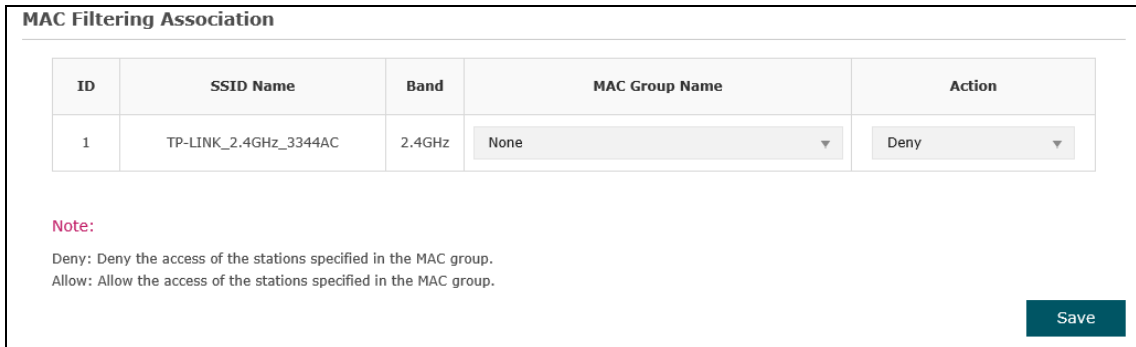 MAC Filtering Association
ID SSID Name Band MAC Group Name Action
1 TP-LINK_2.4GHz_3344AC 2.4GHz None Deny
Note:
Deny: Deny the access of the stations specified in the MAC group.
Allow: Allow the access of the stations specified in the MAC group.
Save